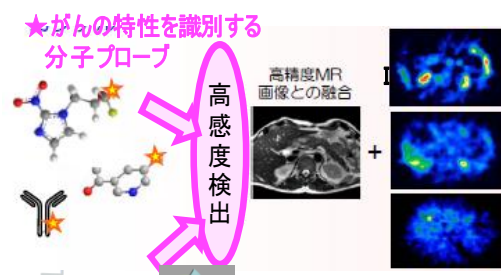 ★がんの特性を識別する
分子プローブ
高感度検出
高精度MR
画像との融合
+